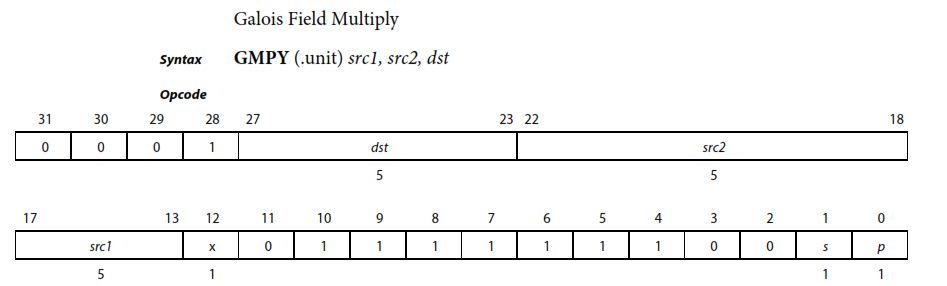 Galois Field Multiply
Syntax GMPY (.unit) src1, src2, dst
Opcode
31 30 29 28 27 23 22 18
0 0 0 1 dst src2
5 5
17 13 12 11 10 9 8 7 6 5 4 3 2 1 0
src1 x 0 1 1 1 1 1 1 1 0 0 s p
5 1 1 1